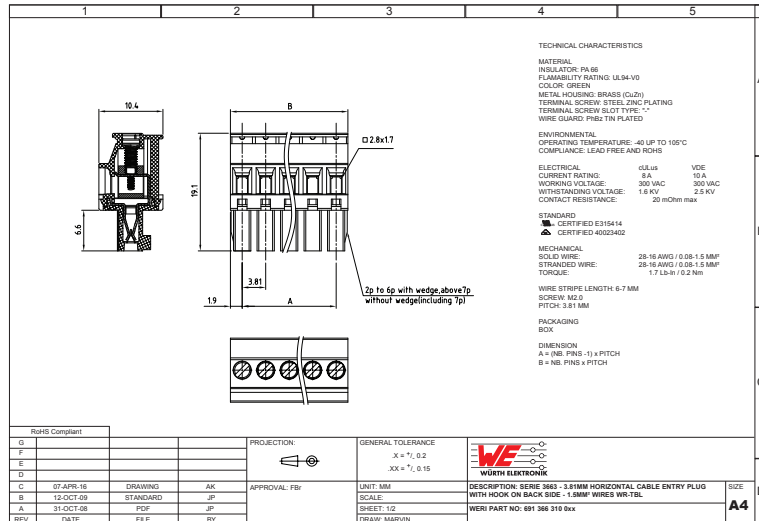 1 2 3 4 5
TECHNICAL CHARACTERISTICS
MATERIAL
INSULATOR: PA 66
FLAMABILITY RATING: UL94-V0
COLOR: GREEN
METAL HOUSING: BRASS (CuZn)
TERMINAL SCREW: STEEL ZINC PLATING
TERMINAL SCREW SLOT TYPE: "-"
WIRE GUARD: PhBz TIN PLATED
ENVIRONMENTAL
OPERATING TEMPERATURE: -40 UP TO 105°C
COMPLIANCE: LEAD FREE AND ROHS
ELECTRICAL cULus VDE
CURRENT RATING: 8 A 10 A
WORKING VOLTAGE: 300 VAC 300 VAC
WITHSTANDING VOLTAGE: 1.6 KV 2.5 KV
CONTACT RESISTANCE: 20 mOhm max
STANDARD
CERTIFIED E315414
CERTIFIED 40023402
MECHANICAL
SOLID WIRE: 28-16 AWG / 0.08-1.5 MM²
STRANDED WIRE: 28-16 AWG / 0.08-1.5 MM²
TORQUE: 1.7 Lb-In / 0.2 Nm
WIRE STRIPE LENGTH: 6-7 MM
SCREW: M2.0
PITCH: 3.81 MM
PACKAGING
BOX
DIMENSION
A = (NB. PINS -1) x PITCH
B = NB. PINS x PITCH
10.4
B
□ 2.8x1.7
19.1
6.6
3.81
1.9
A
2p to 6p with wedge,above7p
without wedge(including 7p)
RoHS Compliant
G
F
E
D
C 07-APR-16 DRAWING AK
B 12-OCT-09 STANDARD JP
A 31-OCT-08 PDF JP
REV DATE FILE BY
PROJECTION:
APPROVAL: FBr
GENERAL TOLERANCE
.X = +/- 0.2
.XX = +/- 0.15
UNIT: MM
SCALE:
SHEET: 1/2
DRAW: MARVIN
WE
WÜRTH ELEKTRONIK
DESCRIPTION: SERIE 3663 - 3.81MM HORIZONTAL CABLE ENTRY PLUG
WITH HOOK ON BACK SIDE - 1.5MM² WIRES WR-TBL
WERI PART NO: 691 366 310 0xx
SIZE
A4